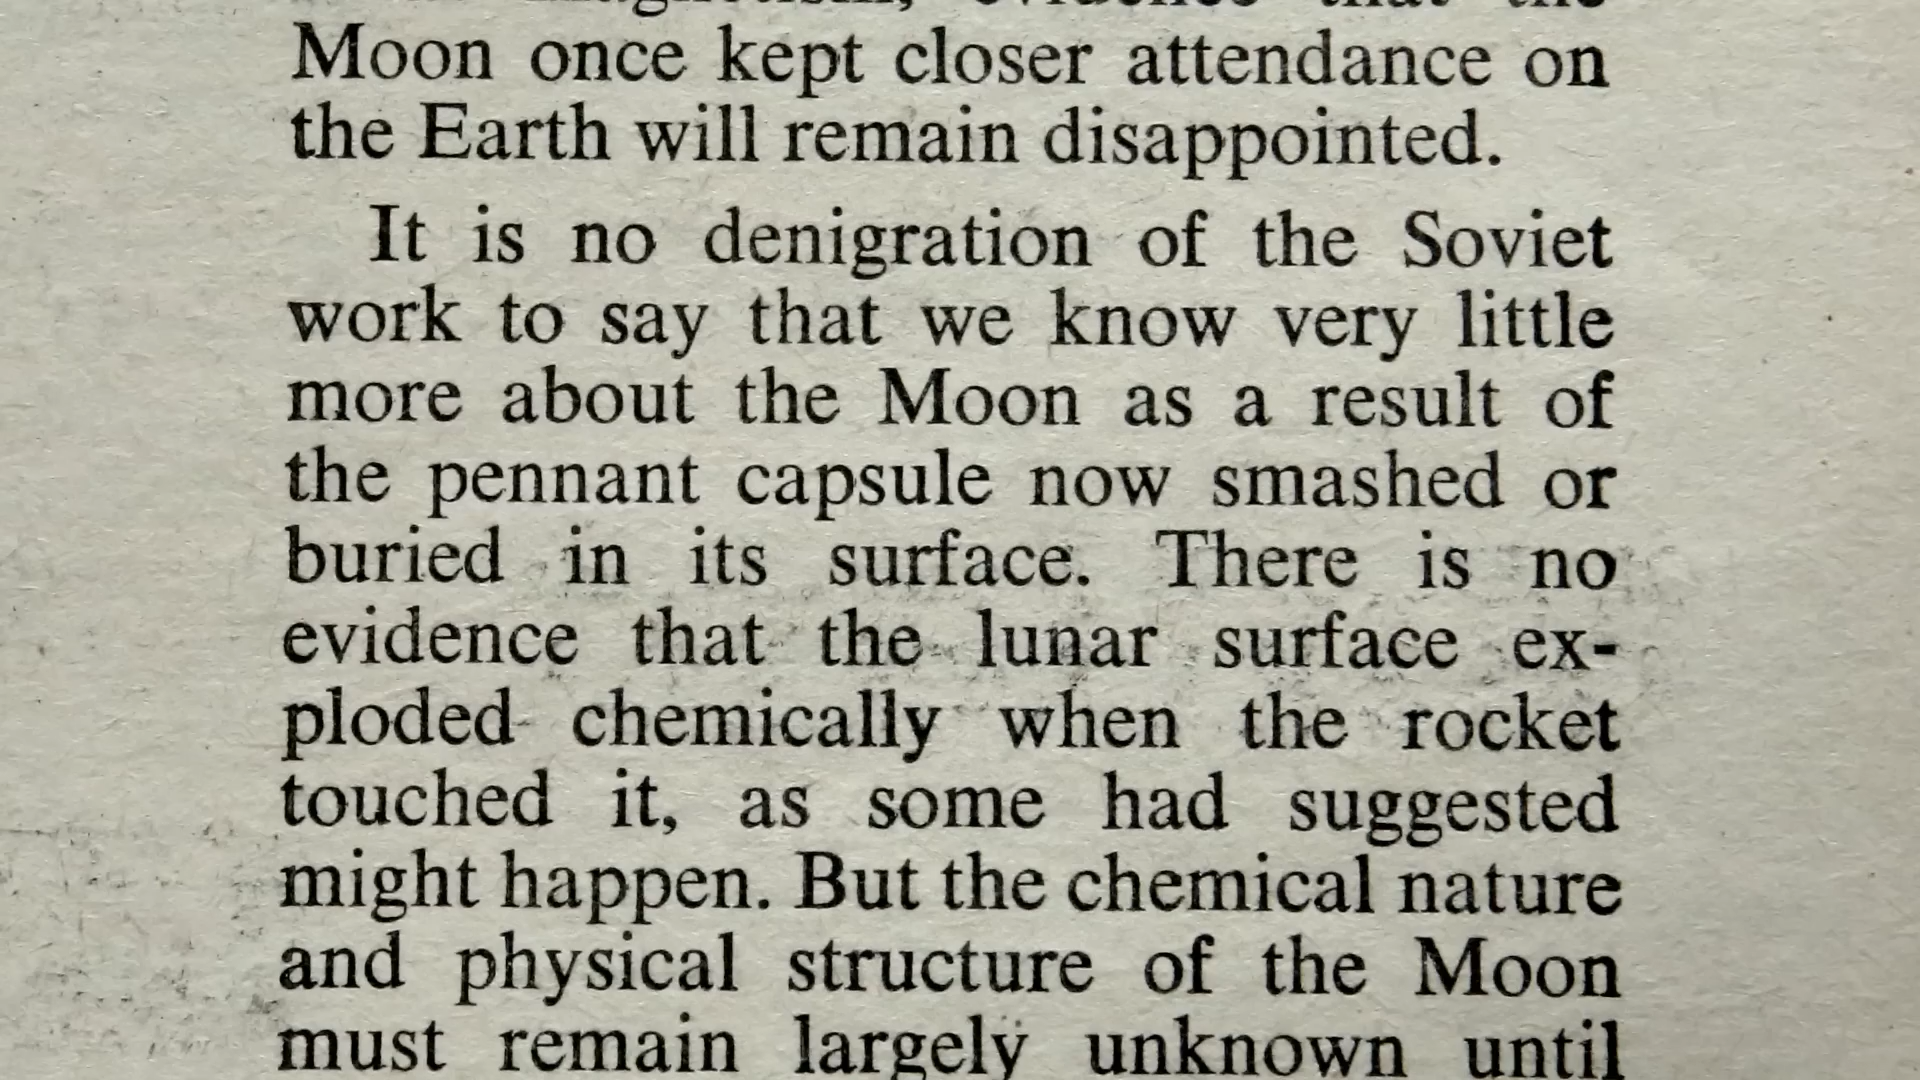 magnetism, evidence that the
Moon once kept closer attendance on
the Earth will remain disappointed.
It is no denigration of the Soviet
work to say that we know very little
more about the Moon as a result of
the pennant capsule now smashed or
buried in its surface. There is no
evidence that the lunar surface ex-
ploded chemically when the rocket
touched it, as some had suggested
might happen. But the chemical nature
and physical structure of the Moon
must remain largely unknown until